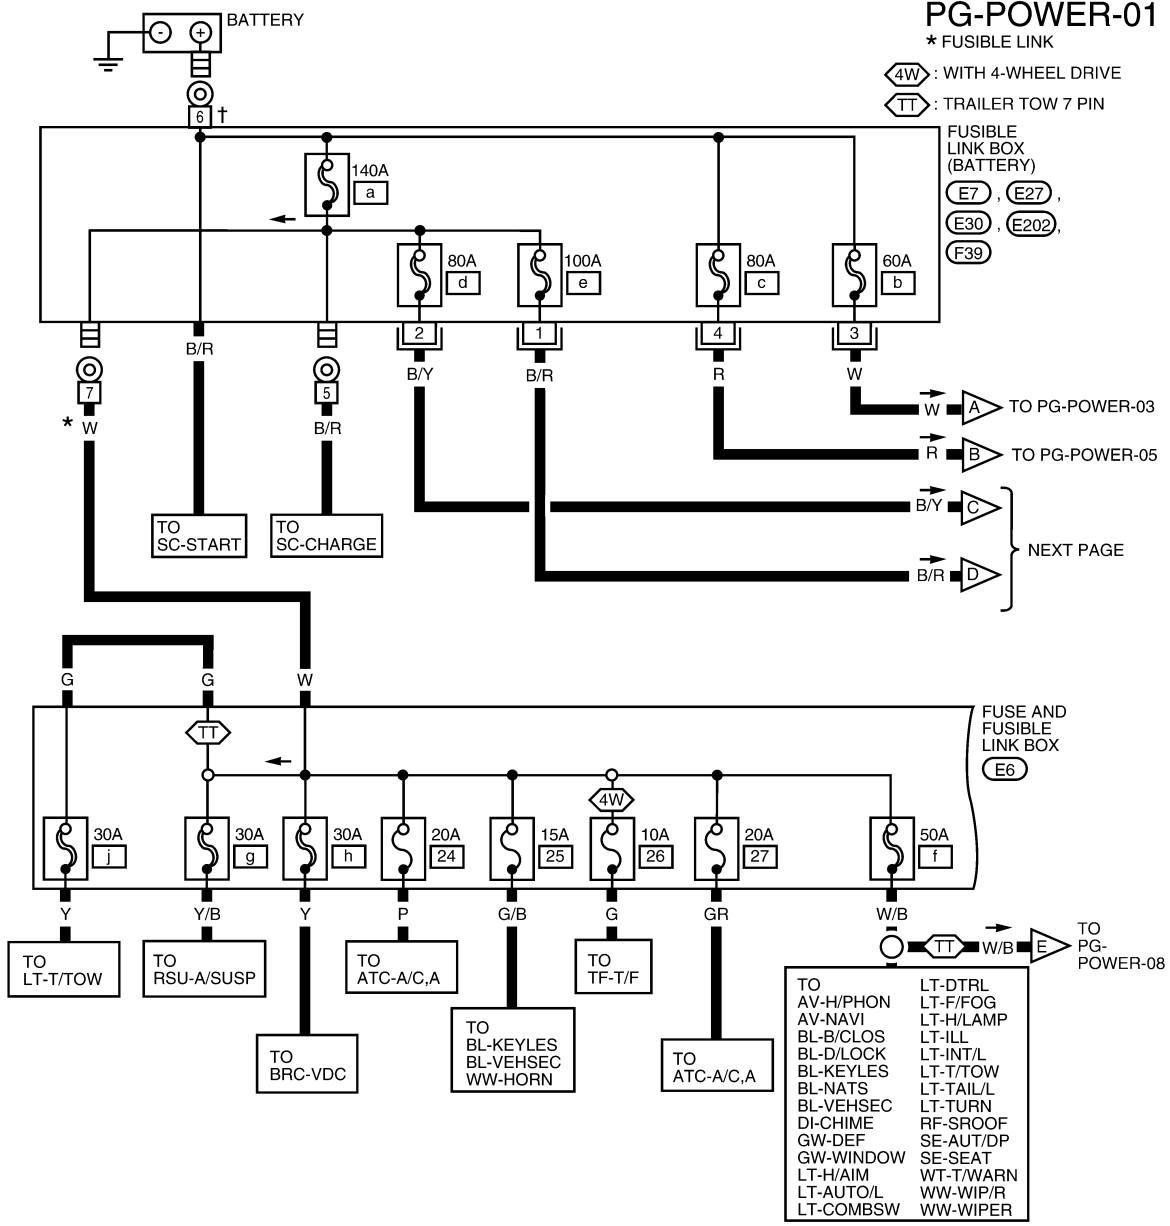 PG-POWER-01
* FUSIBLE LINK
4W : WITH 4-WHEEL DRIVE
TT : TRAILER TOW 7 PIN
BATTERY
- +
6 †
FUSIBLE
LINK BOX
(BATTERY)
E7 , E27 ,
E30 , E202 ,
F39
140A
a
80A
d
100A
e
80A
c
60A
b
2
1
4
3
B/R
B/Y
B/R
R
W
7
5
* W
B/R
W
A
TO PG-POWER-03
R
B
TO PG-POWER-05
B/Y
C
B/R
D
NEXT PAGE
TO
SC-START
TO
SC-CHARGE
G
G
W
FUSE AND
FUSIBLE
LINK BOX
E6
TT
4W
30A
j
30A
g
30A
h
20A
24
15A
25
10A
26
20A
27
50A
f
Y
Y/B
Y
P
G/B
G
GR
W/B
TT
W/B
E
TO
PG-
POWER-08
TO
LT-T/TOW
TO
RSU-A/SUSP
TO
BRC-VDC
TO
ATC-A/C,A
TO
BL-KEYLES
BL-VEHSEC
WW-HORN
TO
TF-T/F
TO
ATC-A/C,A
TO
AV-H/PHON
AV-NAVI
BL-B/CLOS
BL-D/LOCK
BL-KEYLES
BL-NATS
BL-VEHSEC
DI-CHIME
GW-DEF
GW-WINDOW
LT-H/AIM
LT-AUTO/L
LT-COMBSW
LT-DTRL
LT-F/FOG
LT-H/LAMP
LT-ILL
LT-INT/L
LT-T/TOW
LT-TAIL/L
LT-TURN
RF-SROOF
SE-AUT/DP
SE-SEAT
WT-T/WARN
WW-WIP/R
WW-WIPER